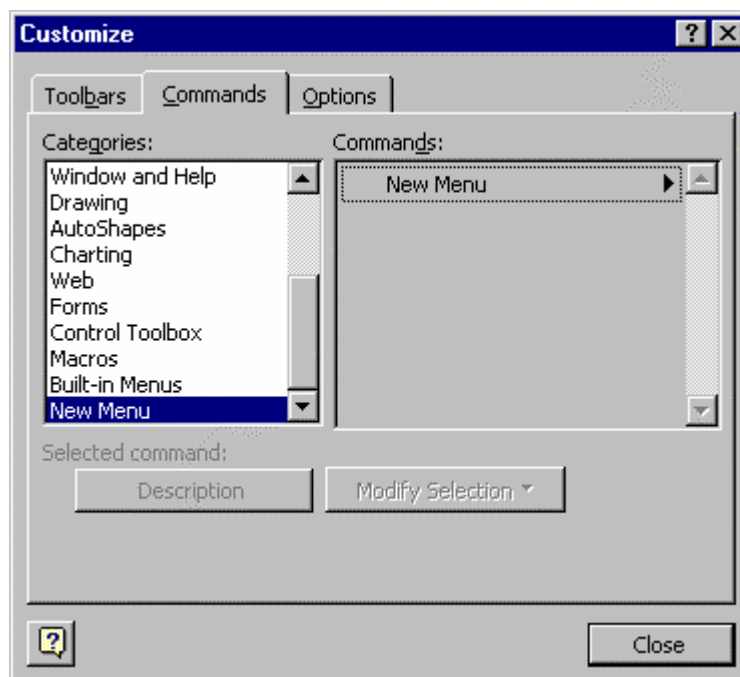 Customize
Toolbars Commands Options
Categories: Commands:
Window and Help
Drawing
AutoShapes
Charting
Web
Forms
Control Toolbox
Macros
Built-in Menus
New Menu
New Menu
Selected command:
Description Modify Selection
Close